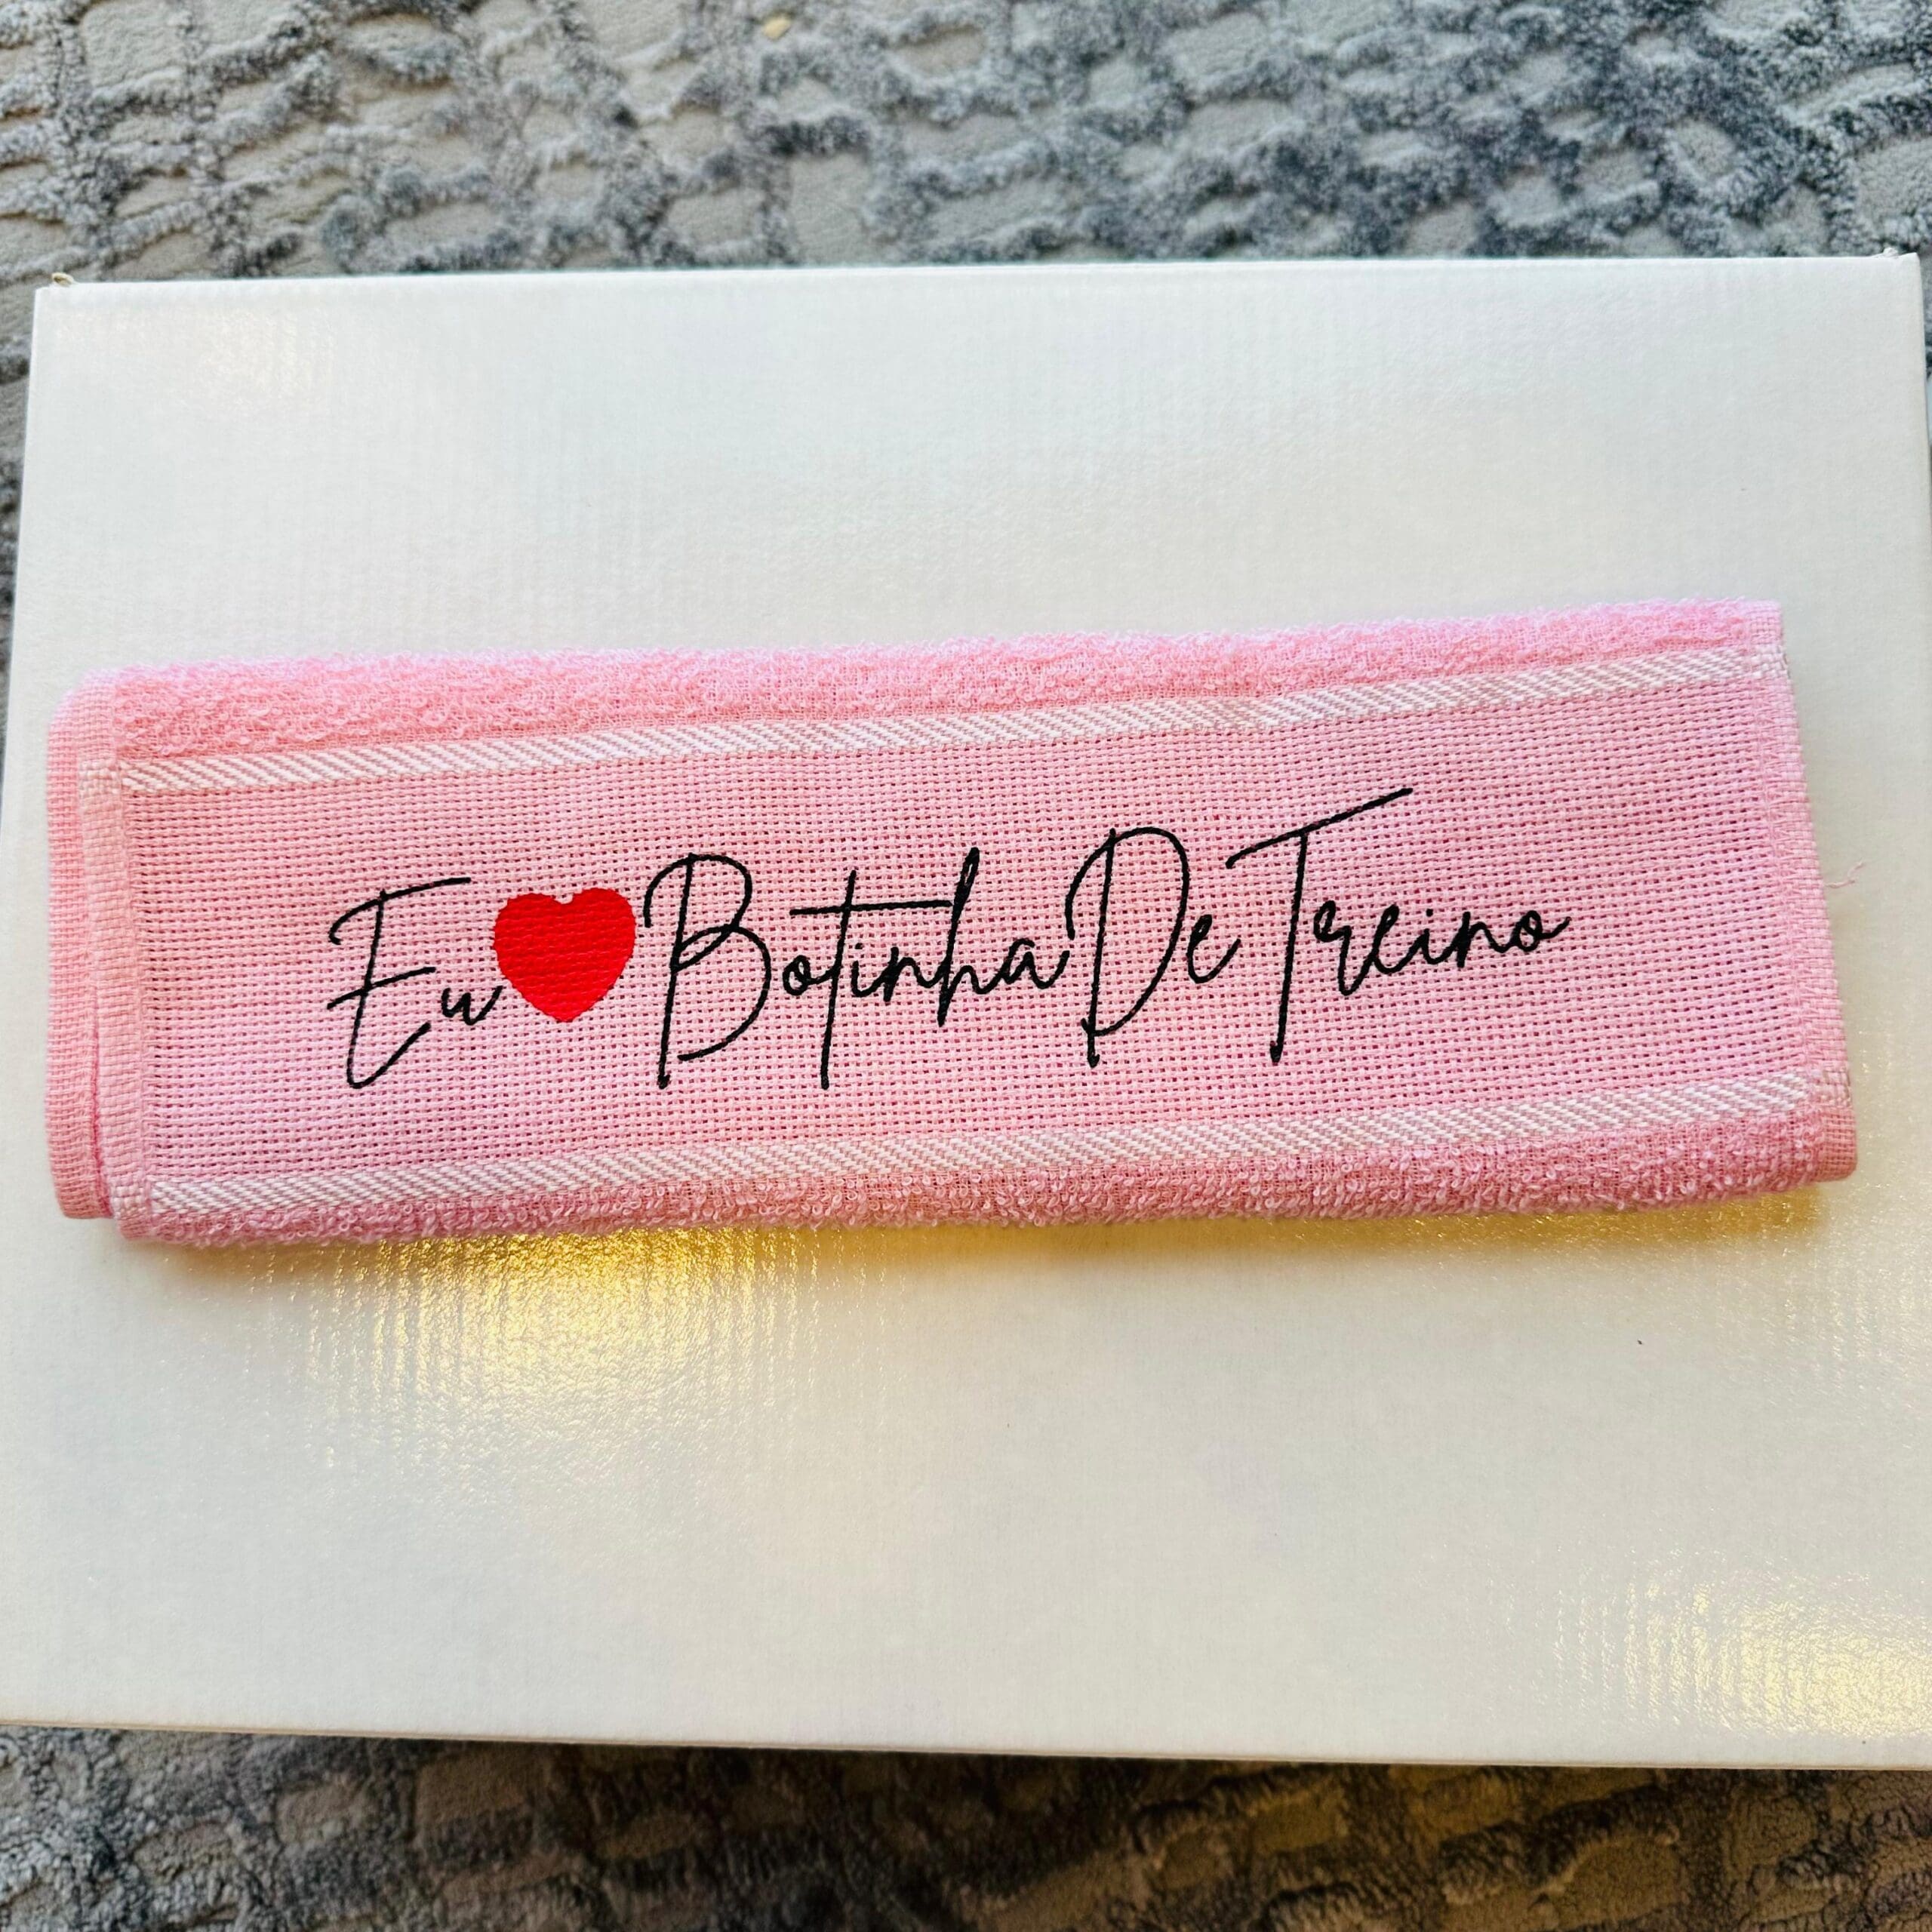 Eu ❤ Botinha De Treino